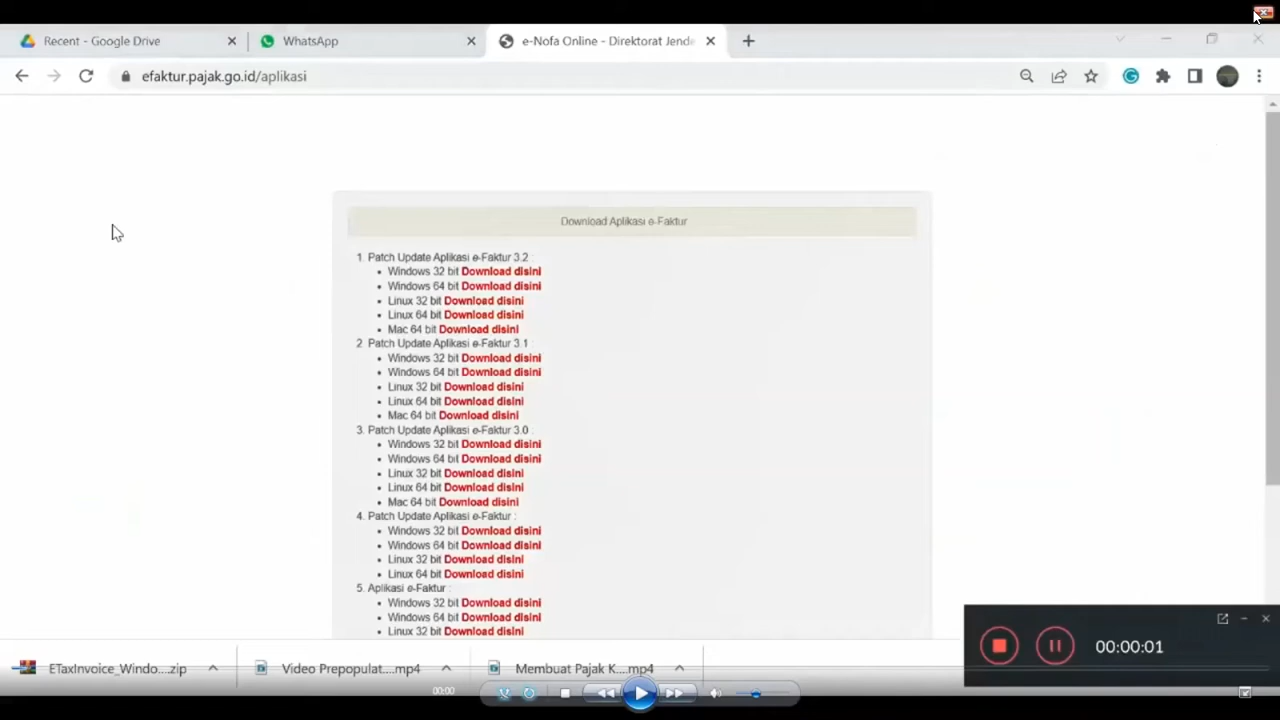 Recent - Google Drive
WhatsApp
e-Nofa Online - Direktorat Jende
efaktur.pajak.go.id/aplikasi
Download Aplikasi e-Faktur
1. Patch Update Aplikasi e-Faktur 3.2 :
Windows 32 bit Download disini
Windows 64 bit Download disini
Linux 32 bit Download disini
Linux 64 bit Download disini
Mac 64 bit Download disini
2. Patch Update Aplikasi e-Faktur 3.1 :
Windows 32 bit Download disini
Windows 64 bit Download disini
Linux 32 bit Download disini
Linux 64 bit Download disini
Mac 64 bit Download disini
3. Patch Update Aplikasi e-Faktur 3.0 :
Windows 32 bit Download disini
Windows 64 bit Download disini
Linux 32 bit Download disini
Linux 64 bit Download disini
Mac 64 bit Download disini
4. Patch Update Aplikasi e-Faktur :
Windows 32 bit Download disini
Windows 64 bit Download disini
Linux 32 bit Download disini
Linux 64 bit Download disini
5. Aplikasi e-Faktur :
Windows 32 bit Download disini
Windows 64 bit Download disini
Linux 32 bit Download disini
00:00:01
ETaxInvoice_Windo....zip
Video Prepopulat....mp4
Membuat Pajak K....mp4
00:00